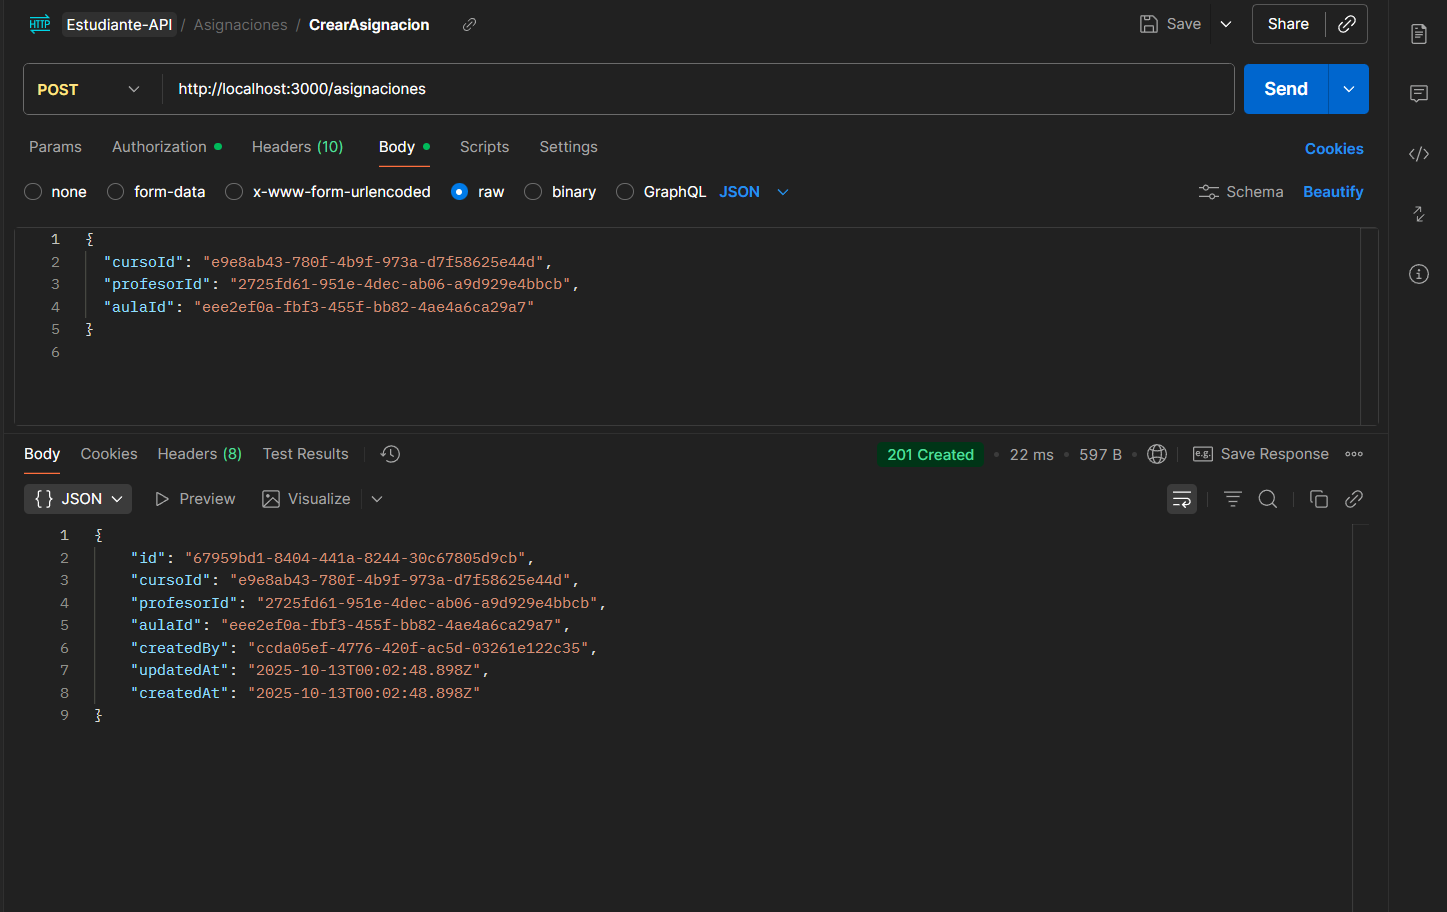 HTTP Estudiante-API / Asignaciones / CrearAsignacion Save Share
POST http://localhost:3000/asignaciones Send
Params Authorization Headers (10) Body Scripts Settings Cookies
none form-data x-www-form-urlencoded raw binary GraphQL JSON Schema Beautify
1 {
2 "cursoId": "e9e8ab43-780f-4b9f-973a-d7f58625e44d",
3 "profesorId": "2725fd61-951e-4dec-ab06-a9d929e4bbcb",
4 "aulaId": "eee2ef0a-fbf3-455f-bb82-4ae4a6ca29a7"
5 }
6
Body Cookies Headers (8) Test Results 201 Created 22 ms 597 B e.g. Save Response
{} JSON Preview Visualize
1 {
2 "id": "67959bd1-8404-441a-8244-30c67805d9cb",
3 "cursoId": "e9e8ab43-780f-4b9f-973a-d7f58625e44d",
4 "profesorId": "2725fd61-951e-4dec-ab06-a9d929e4bbcb",
5 "aulaId": "eee2ef0a-fbf3-455f-bb82-4ae4a6ca29a7",
6 "createdBy": "ccda05ef-4776-420f-ac5d-03261e122c35",
7 "updatedAt": "2025-10-13T00:02:48.898Z",
8 "createdAt": "2025-10-13T00:02:48.898Z"
9 }